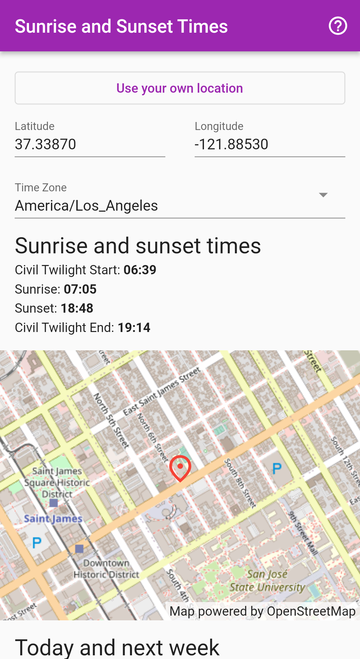 Sunrise and Sunset Times
Use your own location
Latitude
37.33870
Longitude
-121.88530
Time Zone
America/Los_Angeles
Sunrise and sunset times
Civil Twilight Start: 06:39
Sunrise: 07:05
Sunset: 18:48
Civil Twilight End: 19:14
Street
East Saint James Street
North 5th Street
North 6th Street
Saint James
Square Historic
District
South 8th Street
P
Saint James
P
9th Street Mall
Downtown
Historic District
South 4th
San José
State University
Street
Map powered by OpenStreetMap
Today and next week